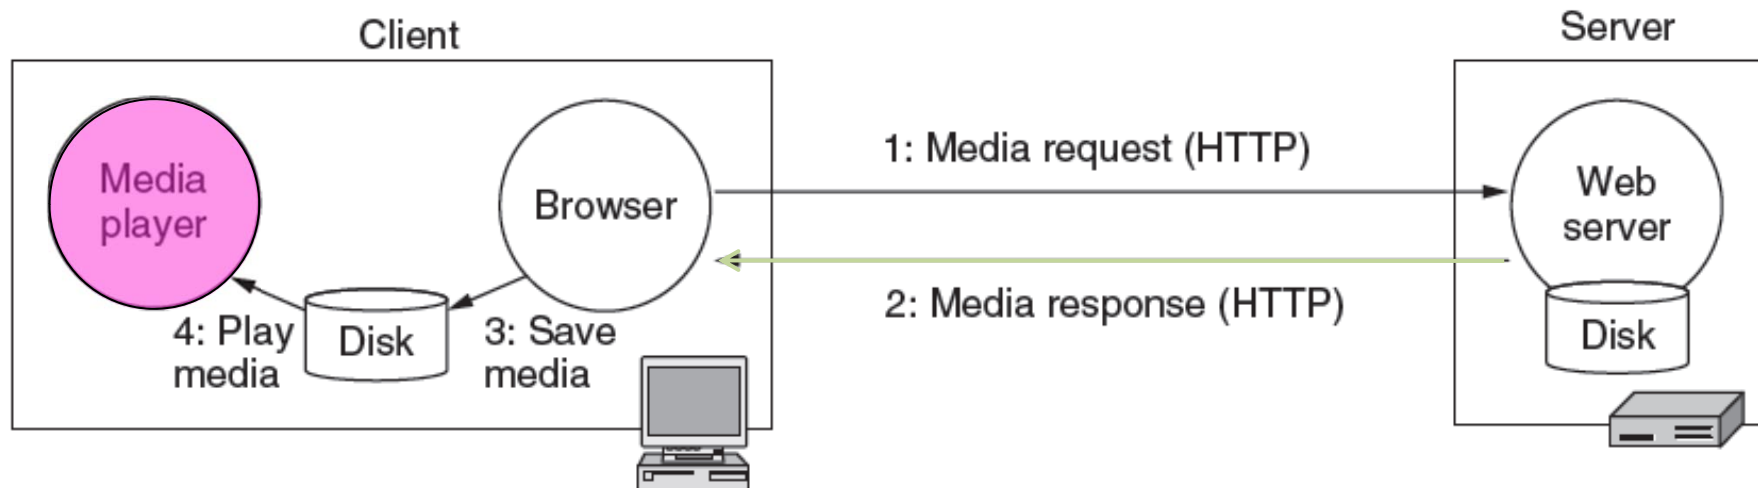 Client
Server
1: Media request (HTTP)
Media
player
Browser
Web
server
2: Media response (HTTP)
4: Play
media
Disk
3: Save
media
Disk